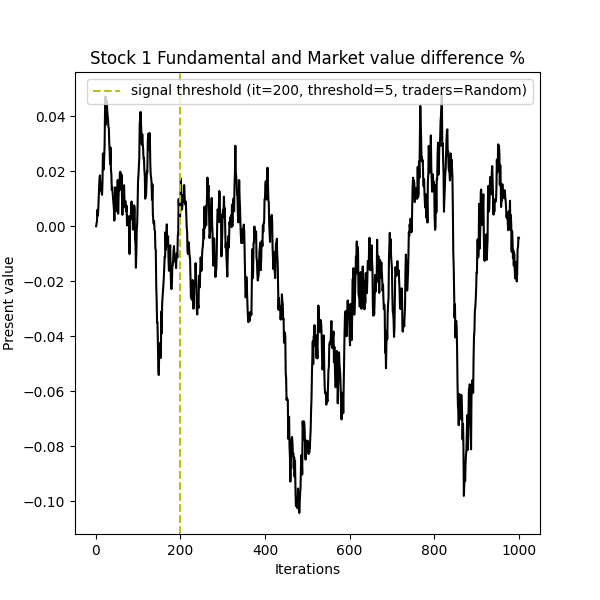 Stock 1 Fundamental and Market value difference %
signal threshold (it=200, threshold=5, traders=Random)
0.04
0.02
0.00
−0.02
−0.04
−0.06
−0.08
−0.10
Present value
0 200 400 600 800 1000
Iterations